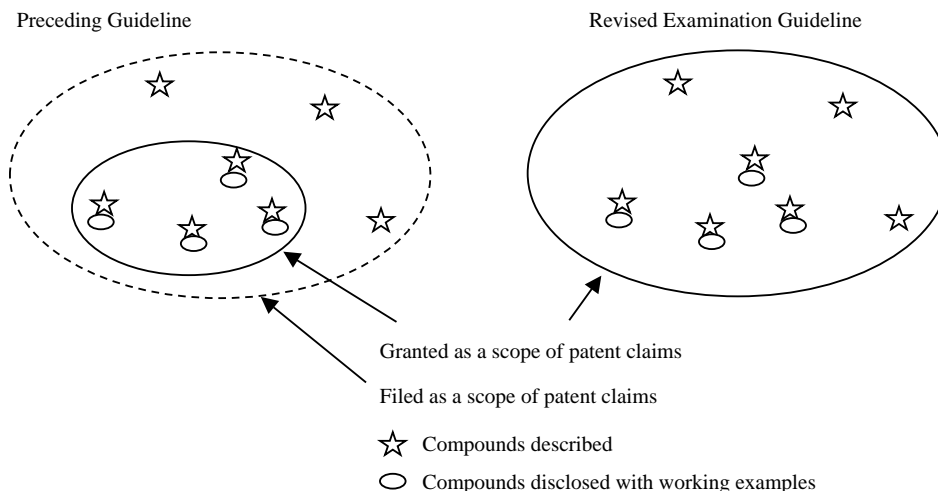 Preceding Guideline
Revised Examination Guideline
Granted as a scope of patent claims
Filed as a scope of patent claims
Compounds described
Compounds disclosed with working examples